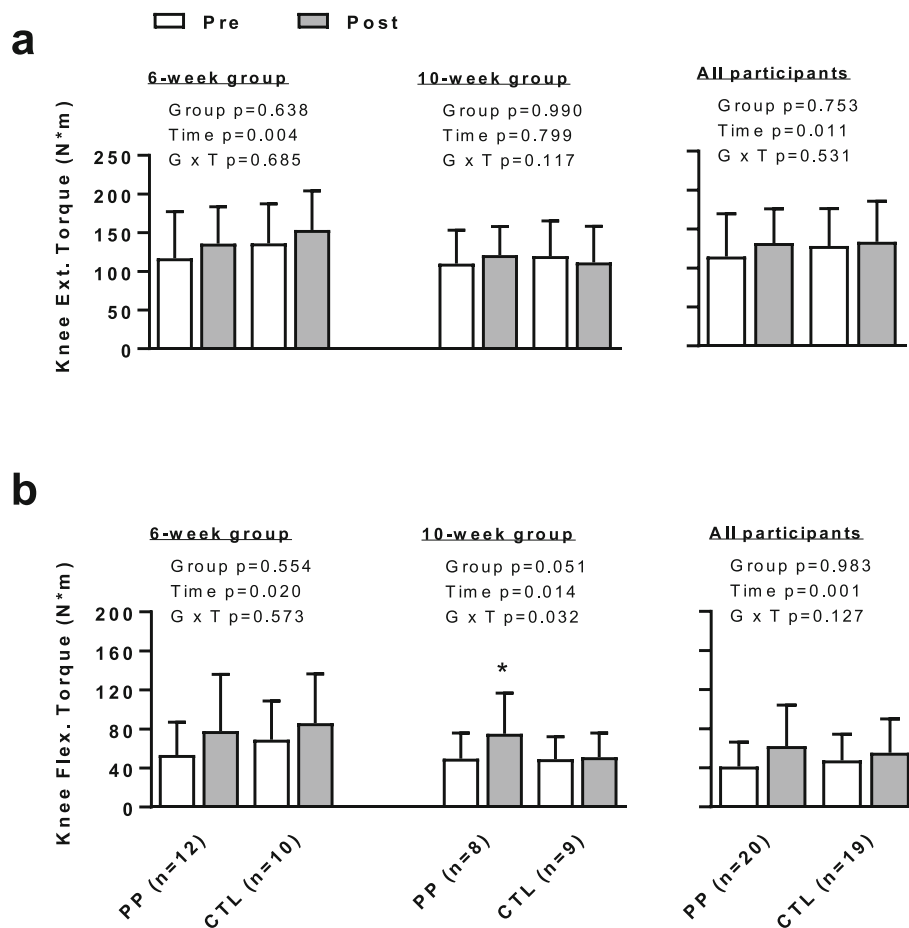 Pre Post
a
6-week group
Group p=0.638
Time p=0.004
G x T p=0.685
10-week group
Group p=0.990
Time p=0.799
G x T p=0.117
All participants
Group p=0.753
Time p=0.011
G x T p=0.531
Knee Ext. Torque (N*m)
250
200
150
100
50
0
b
6-week group
Group p=0.554
Time p=0.020
G x T p=0.573
10-week group
Group p=0.051
Time p=0.014
G x T p=0.032
All participants
Group p=0.983
Time p=0.001
G x T p=0.127
Knee Flex. Torque (N*m)
200
160
120
80
40
0
*
PP (n=12)
CTL (n=10)
PP (n=8)
CTL (n=9)
PP (n=20)
CTL (n=19)